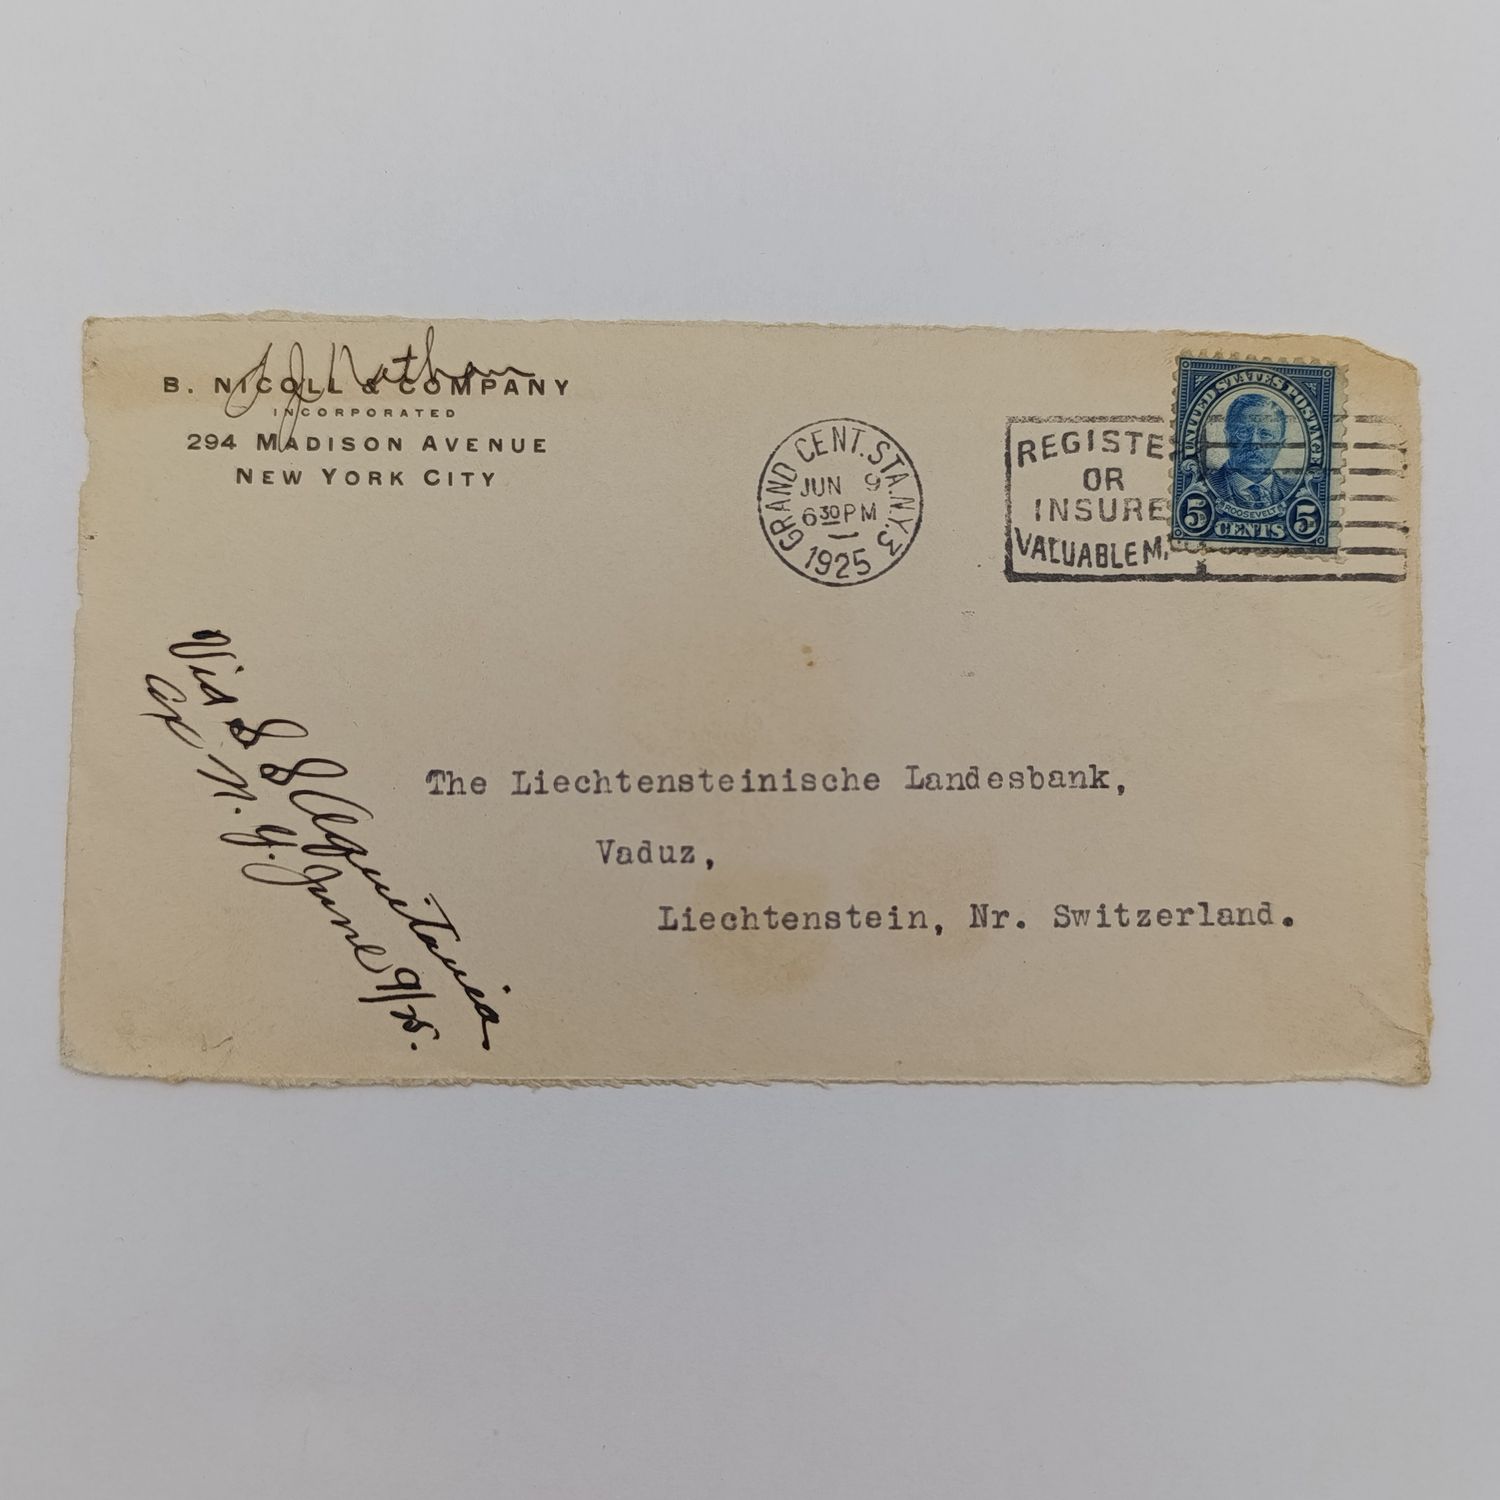 B. NICOLL & COMPANY
INCORPORATED
294 MADISON AVENUE
NEW YORK CITY
J Nathan
GRAND CENT. STA. N.Y. 3
JUN 9
6 30 PM
1925
REGISTE
OR
INSURE
VALUABLE M
UNITED STATES POSTAGE
ROOSEVELT
5 CENTS 5
Via S S Aquitania
N. Y. June 9/25.
The Liechtensteinische Landesbank,
Vaduz,
Liechtenstein, Nr. Switzerland.